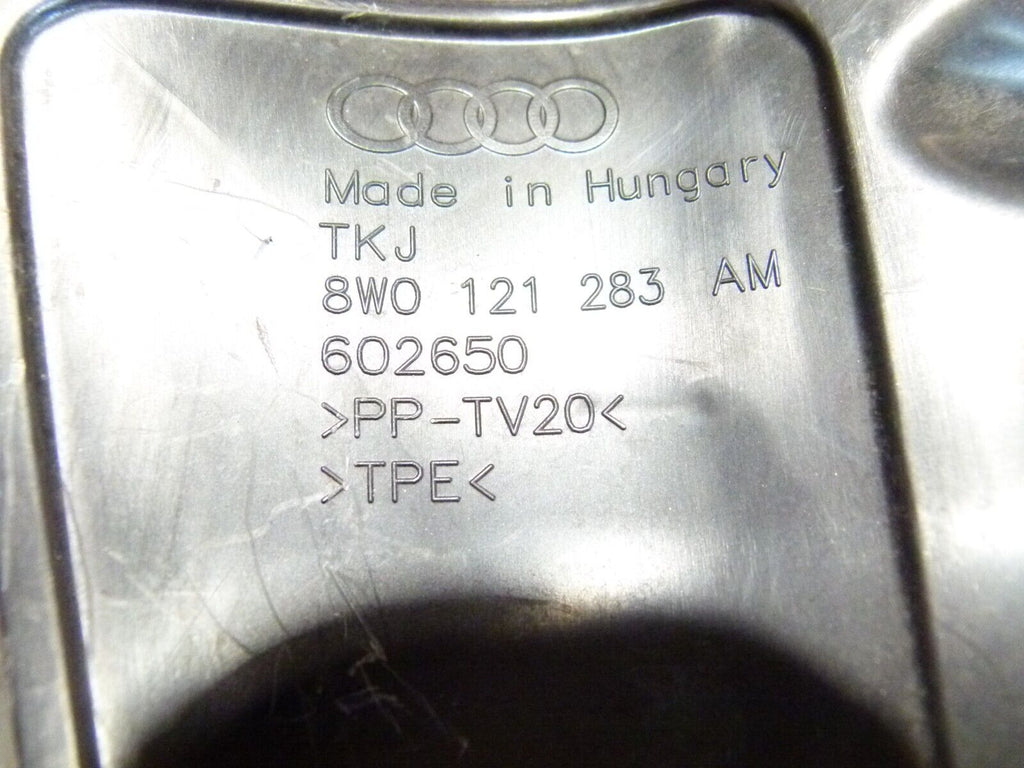 Made in Hungary
TKJ
8W0 121 283 AM
602650
>PP-TV20<
>TPE<